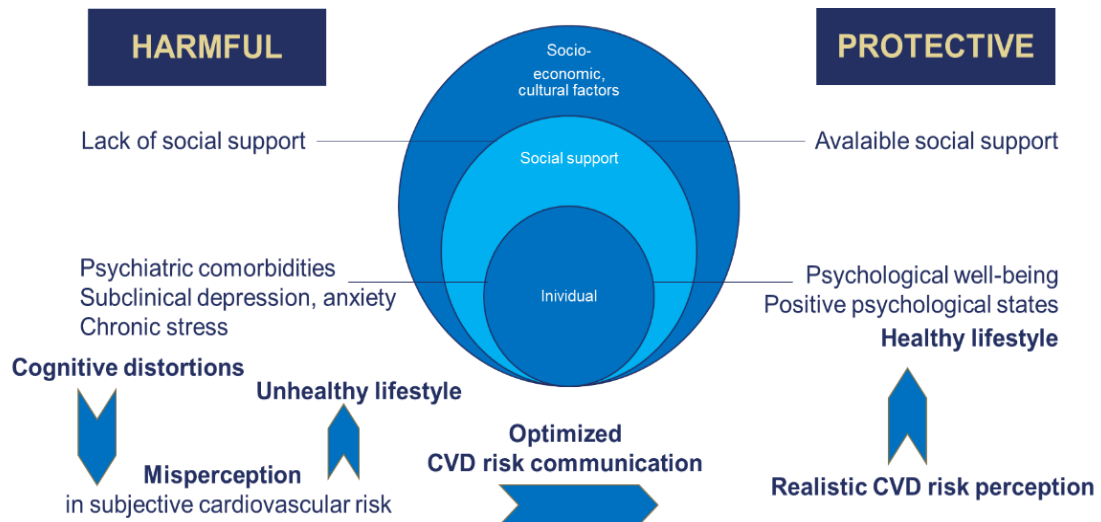 HARMFUL
PROTECTIVE
Socio-
economic,
cultural factors
Lack of social support
Social support
Avalaible social support
Psychiatric comorbidities
Subclinical depression, anxiety
Chronic stress
Inividual
Psychological well-being
Positive psychological states
Healthy lifestyle
Cognitive distortions
Unhealthy lifestyle
Misperception
in subjective cardiovascular risk
Optimized
CVD risk communication
Realistic CVD risk perception